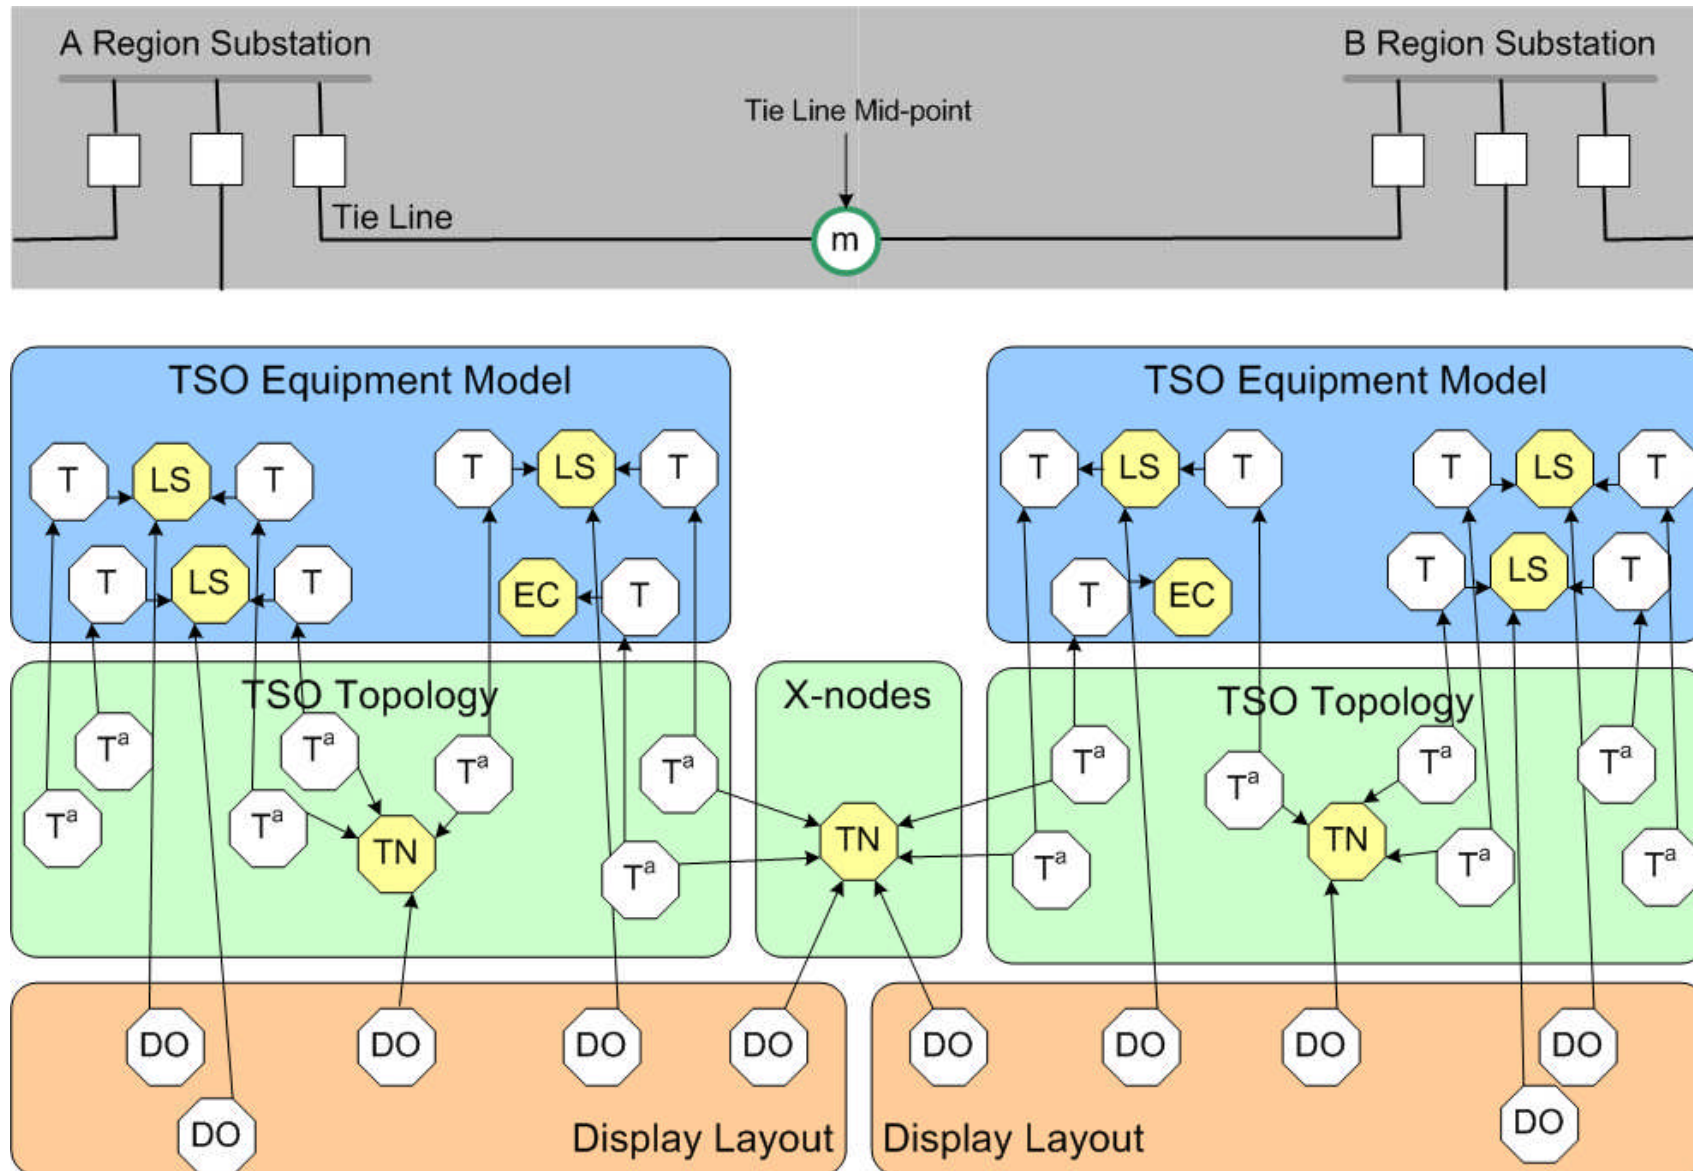 A Region Substation
B Region Substation
Tie Line Mid-point
Tie Line
m
TSO Equipment Model
TSO Equipment Model
T LS T
T LS T
T LS T
T LS T
T LS T
EC T
T EC
T LS T
TSO Topology
X-nodes
TSO Topology
Tᵃ Tᵃ Tᵃ Tᵃ
Tᵃ Tᵃ Tᵃ Tᵃ
Tᵃ Tᵃ TN Tᵃ
TN
Tᵃ TN Tᵃ Tᵃ
DO DO DO DO
DO DO DO DO
DO
DO
Display Layout
Display Layout